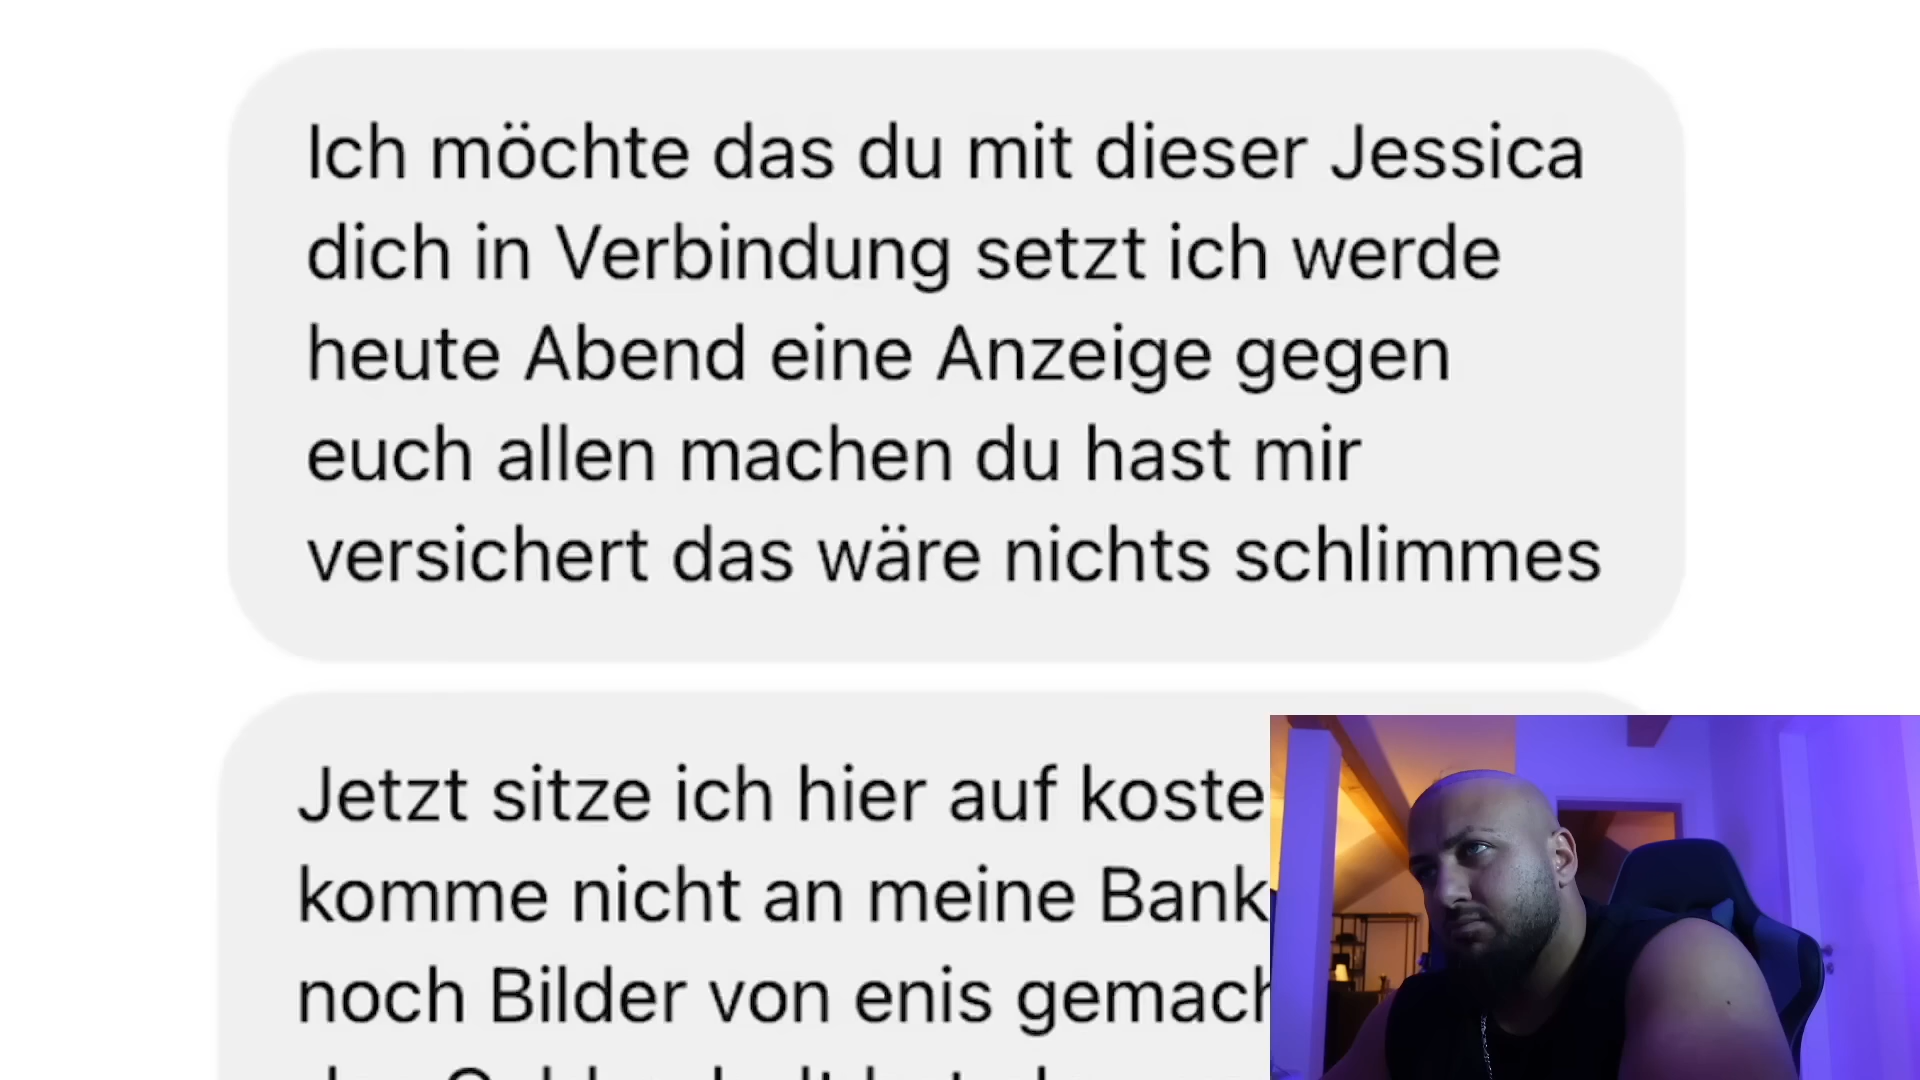 Ich möchte das du mit dieser Jessica
dich in Verbindung setzt ich werde
heute Abend eine Anzeige gegen
euch allen machen du hast mir
versichert das wäre nichts schlimmes
Jetzt sitze ich hier auf koste
komme nicht an meine Bank
noch Bilder von enis gemach